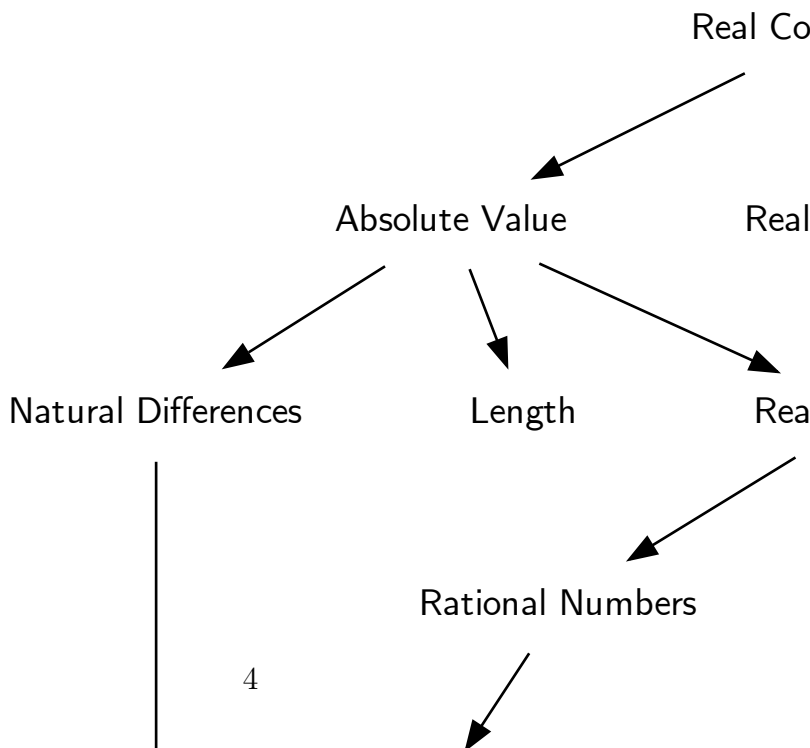 Real Co
Absolute Value Real
Natural Differences Length Rea
Rational Numbers
4